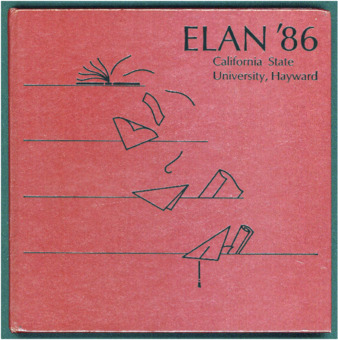 ELAN '86
California State
University, Hayward